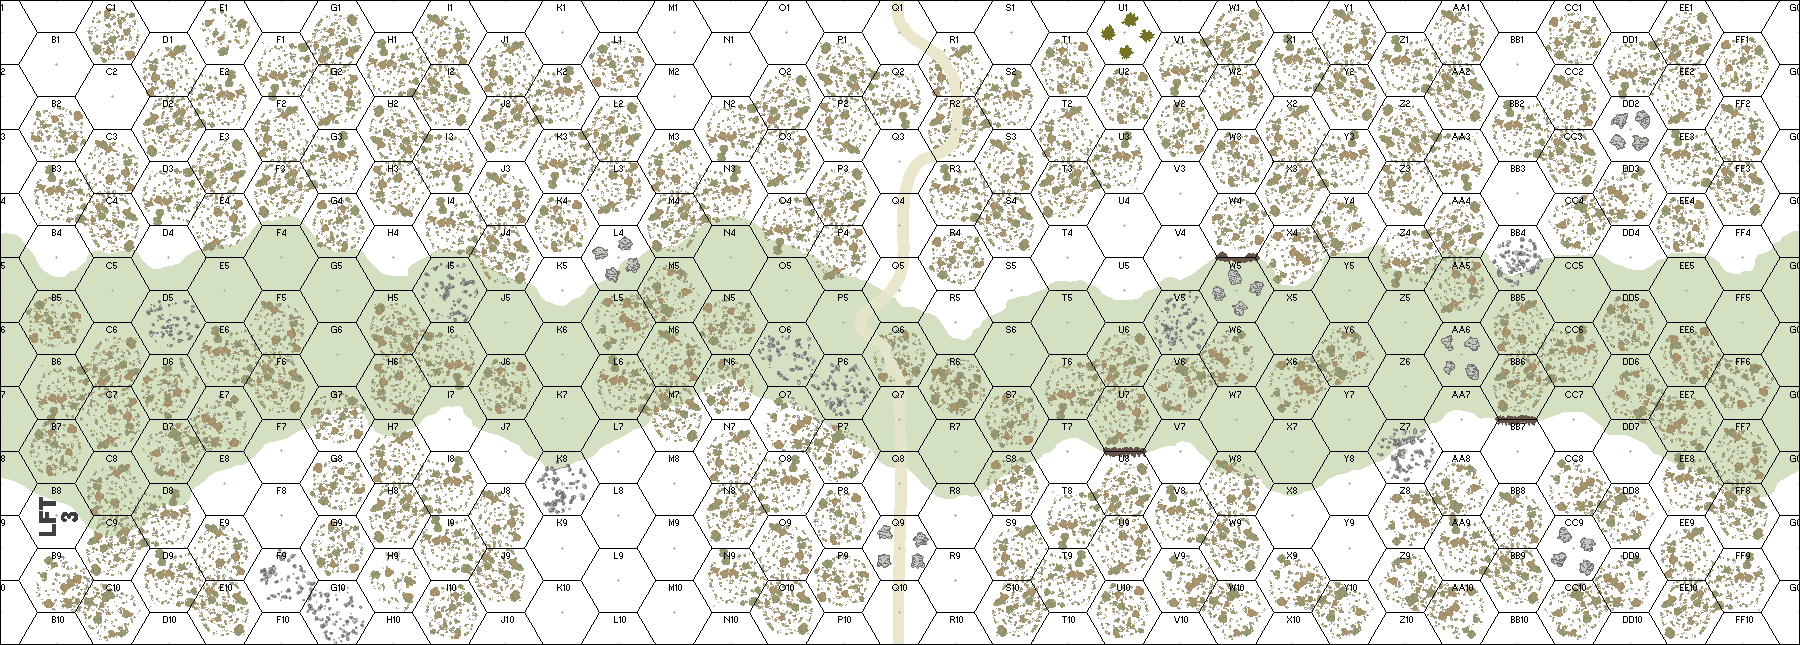 1 C1 E1 G1 I1 K1 M1 O1 Q1 S1 U1 W1 Y1 AA1 CC1 EE1
B1 D1 F1 H1 J1 L1 N1 P1 R1 T1 V1 X1 Z1 BB1 DD1 FF1
2 C2 E2 G2 I2 K2 M2 O2 Q2 S2 U2 W2 Y2 AA2 CC2 EE2
B2 D2 F2 H2 J2 L2 N2 P2 R2 T2 V2 X2 Z2 BB2 DD2 FF2
3 C3 E3 G3 I3 K3 M3 O3 Q3 S3 U3 W3 Y3 AA3 CC3 EE3
B3 D3 F3 H3 J3 L3 N3 P3 R3 T3 V3 X3 Z3 BB3 DD3 FF3
4 C4 E4 G4 I4 K4 M4 O4 Q4 S4 U4 W4 Y4 AA4 CC4 EE4
B4 D4 F4 H4 J4 L4 N4 P4 R4 T4 V4 X4 Z4 BB4 DD4 FF4
5 C5 E5 G5 I5 K5 M5 O5 Q5 S5 U5 W5 Y5 AA5 CC5 EE5
B5 D5 F5 H5 J5 L5 N5 P5 R5 T5 V5 X5 Z5 BB5 DD5 FF5
6 C6 E6 G6 I6 K6 M6 O6 Q6 S6 U6 W6 Y6 AA6 CC6 EE6
B6 D6 F6 H6 J6 L6 N6 P6 R6 T6 V6 X6 Z6 BB6 DD6 FF6
7 C7 E7 G7 I7 K7 M7 O7 Q7 S7 U7 W7 Y7 AA7 CC7 EE7
B7 D7 F7 H7 J7 L7 N7 P7 R7 T7 V7 X7 Z7 BB7 DD7 FF7
8 C8 E8 G8 I8 K8 M8 O8 Q8 S8 U8 W8 Y8 AA8 CC8 EE8
B8 D8 F8 H8 J8 L8 N8 P8 R8 T8 V8 X8 Z8 BB8 DD8 FF8
LFT
3
9 C9 E9 G9 I9 K9 M9 O9 Q9 S9 U9 W9 Y9 AA9 CC9 EE9
B9 D9 F9 H9 J9 L9 N9 P9 R9 T9 V9 X9 Z9 BB9 DD9 FF9
0 C10 E10 G10 I10 K10 M10 O10 Q10 S10 U10 W10 Y10 AA10 CC10 EE10
B10 D10 F10 H10 J10 L10 N10 P10 R10 T10 V10 X10 Z10 BB10 DD10 FF10